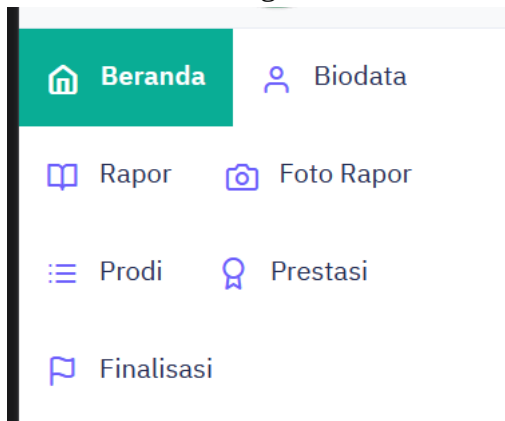 Beranda Biodata
Rapor Foto Rapor
Prodi Prestasi
Finalisasi